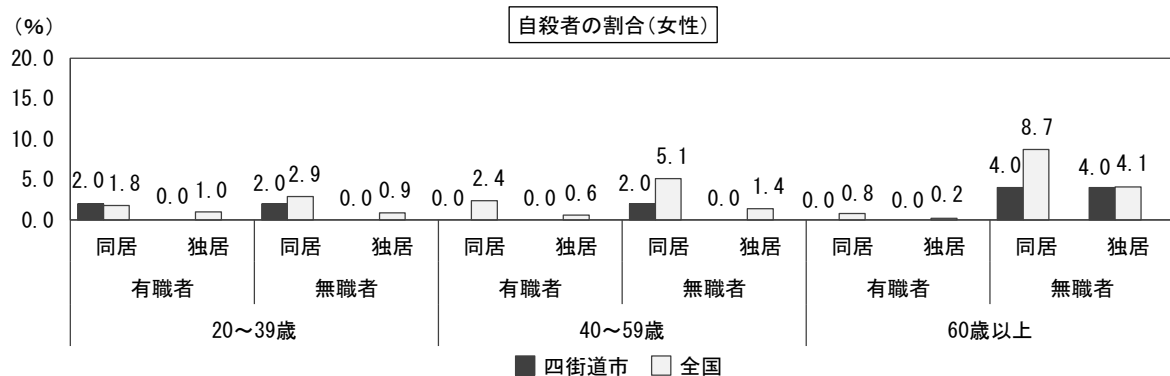 (%)
自殺者の割合(女性)
20.0
15.0
10.0
5.0
0.0
2.0 1.8 0.0 1.0 2.0 2.9 0.0 0.9 0.0 2.4 0.0 0.6 2.0 5.1 0.0 1.4 0.0 0.8 0.0 0.2 4.0 8.7 4.0 4.1
同居 独居 同居 独居 同居 独居 同居 独居 同居 独居 同居 独居
有職者 無職者 有職者 無職者 有職者 無職者
20～39歳 40～59歳 60歳以上
四街道市 全国